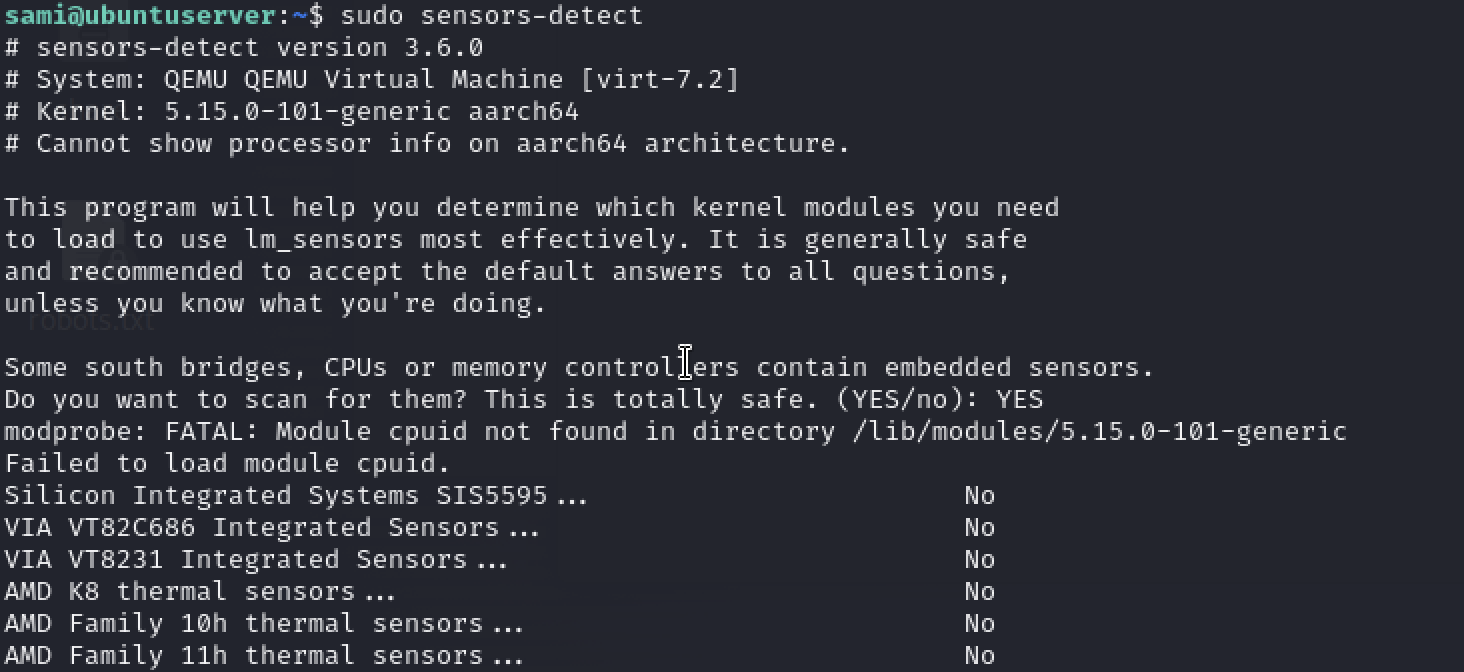 sami@ubuntuserver:~$ sudo sensors-detect
# sensors-detect version 3.6.0
# System: QEMU QEMU Virtual Machine [virt-7.2]
# Kernel: 5.15.0-101-generic aarch64
# Cannot show processor info on aarch64 architecture.

This program will help you determine which kernel modules you need
to load to use lm_sensors most effectively. It is generally safe
and recommended to accept the default answers to all questions,
unless you know what you're doing.
robots.txt

Some south bridges, CPUs or memory controllers contain embedded sensors.
Do you want to scan for them? This is totally safe. (YES/no): YES
modprobe: FATAL: Module cpuid not found in directory /lib/modules/5.15.0-101-generic
Failed to load module cpuid.
Silicon Integrated Systems SIS5595... No
VIA VT82C686 Integrated Sensors... No
VIA VT8231 Integrated Sensors... No
AMD K8 thermal sensors... No
AMD Family 10h thermal sensors... No
AMD Family 11h thermal sensors... No